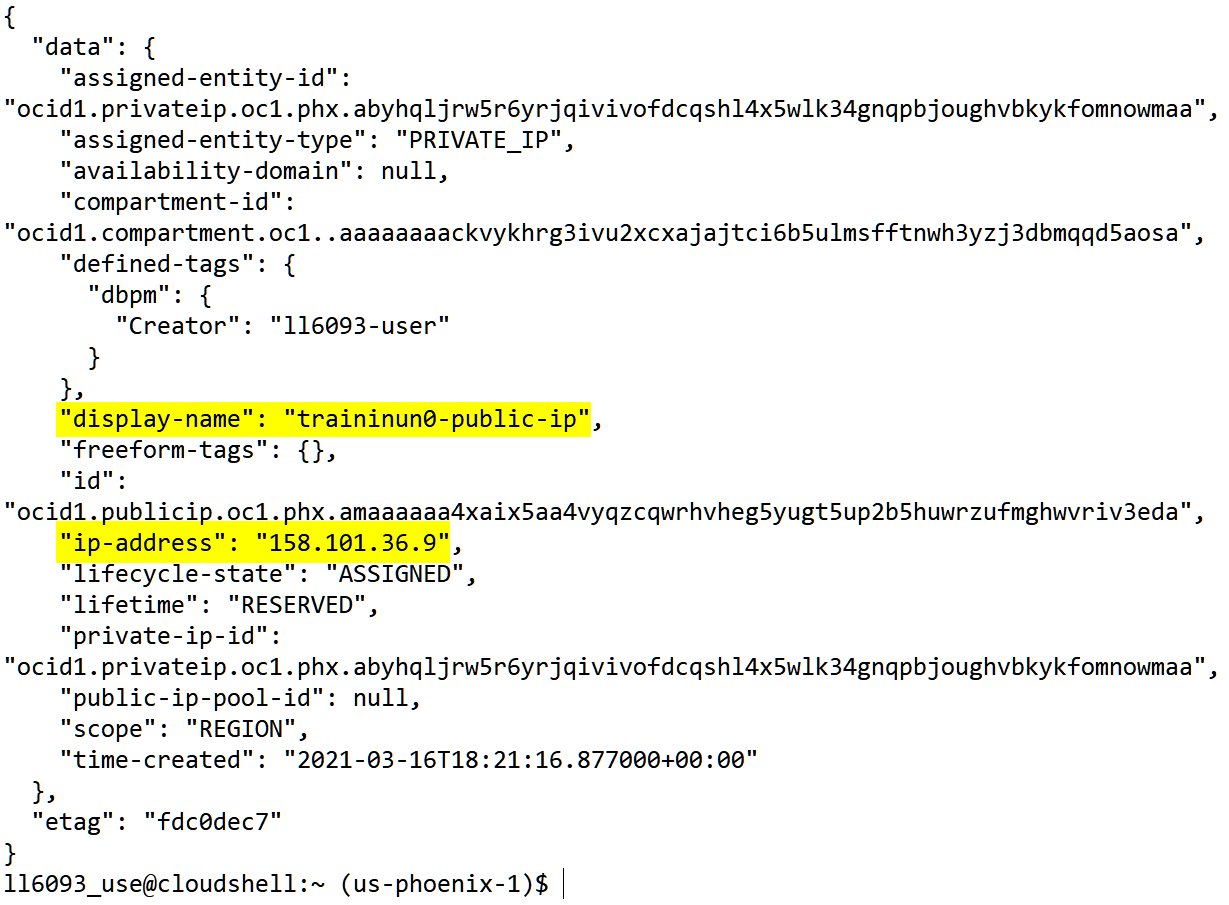 {
  "data": {
    "assigned-entity-id":
"ocid1.privateip.oc1.phx.abyhqljrw5r6yrjqivivofdcqshl4x5wlk34gnqpbjoughvbkykfomnowmaa",
    "assigned-entity-type": "PRIVATE_IP",
    "availability-domain": null,
    "compartment-id":
"ocid1.compartment.oc1..aaaaaaaackvykhrg3ivu2xcxajajtci6b5ulmsfftnwh3yzj3dbmqqd5aosa",
    "defined-tags": {
      "dbpm": {
        "Creator": "ll6093-user"
      }
    },
    "display-name": "traininun0-public-ip",
    "freeform-tags": {},
    "id":
"ocid1.publicip.oc1.phx.amaaaaaa4xaix5aa4vyqzcqwrhvheg5yugt5up2b5huwrzufmghwvriv3eda",
    "ip-address": "158.101.36.9",
    "lifecycle-state": "ASSIGNED",
    "lifetime": "RESERVED",
    "private-ip-id":
"ocid1.privateip.oc1.phx.abyhqljrw5r6yrjqivivofdcqshl4x5wlk34gnqpbjoughvbkykfomnowmaa",
    "public-ip-pool-id": null,
    "scope": "REGION",
    "time-created": "2021-03-16T18:21:16.877000+00:00"
  },
  "etag": "fdc0dec7"
}
ll6093_use@cloudshell:~ (us-phoenix-1)$